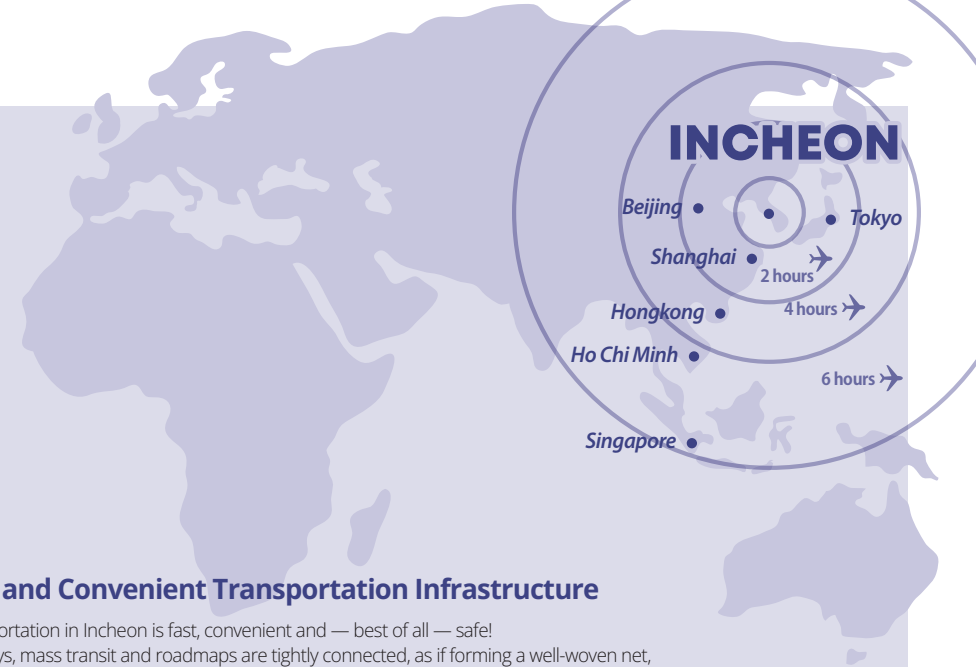 INCHEON
Beijing
Tokyo
Shanghai
2 hours
Hongkong
4 hours
Ho Chi Minh
6 hours
Singapore
and Convenient Transportation Infrastructure
ortation in Incheon is fast, convenient and — best of all — safe!
ys, mass transit and roadmaps are tightly connected, as if forming a well-woven net,